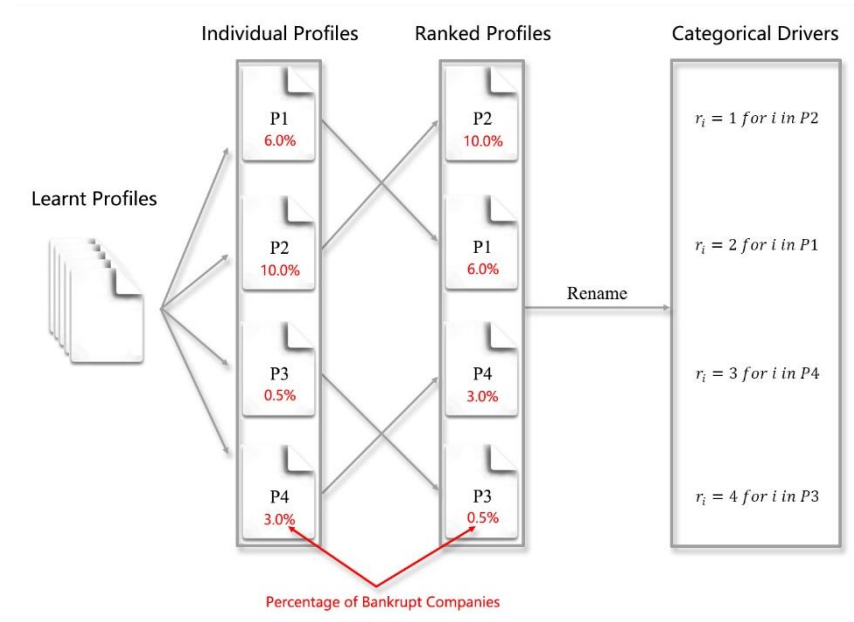 Individual Profiles
Ranked Profiles
Categorical Drivers
Learnt Profiles
P1
6.0%
P2
10.0%
P3
0.5%
P4
3.0%
P2
10.0%
P1
6.0%
P4
3.0%
P3
0.5%
Rename
r_i = 1 for i in P2
r_i = 2 for i in P1
r_i = 3 for i in P4
r_i = 4 for i in P3
Percentage of Bankrupt Companies